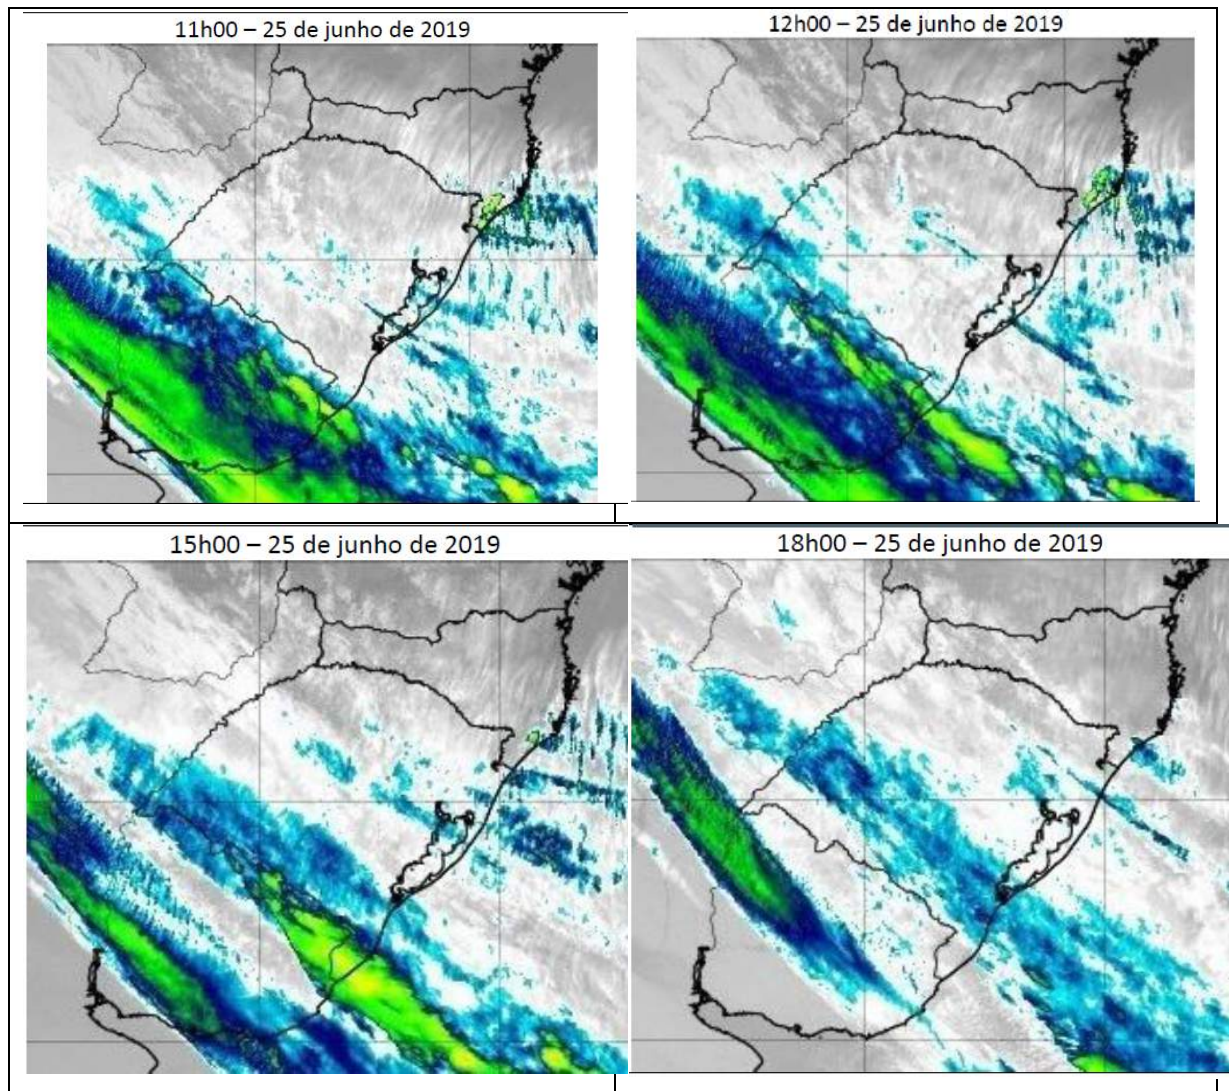 11h00 – 25 de junho de 2019
12h00 – 25 de junho de 2019
15h00 – 25 de junho de 2019
18h00 – 25 de junho de 2019